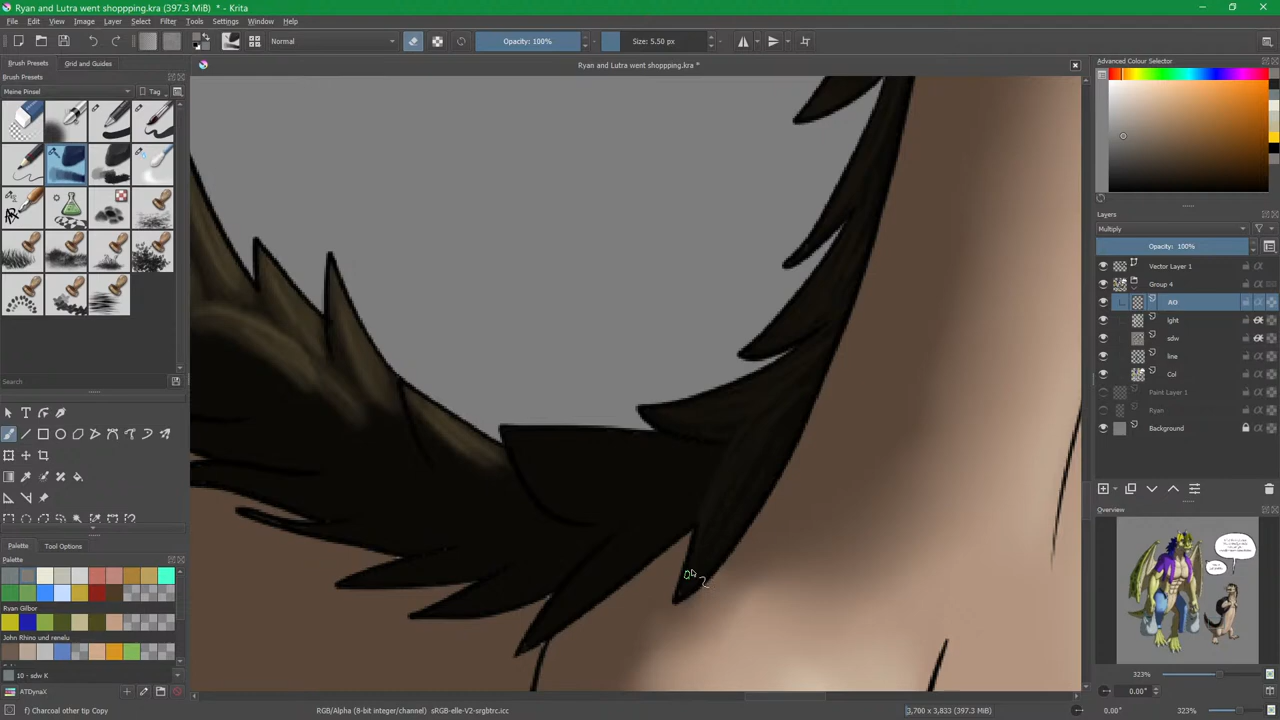 Ryan and Lutra went shoppping.kra (397.3 MiB) * - Krita
File Edit View Image Layer Select Filter Tools Settings Window Help
Normal
Opacity: 100%
Size: 5.50 px
Brush Presets Grid and Guides
Ryan and Lutra went shoppping.kra *
Advanced Colour Selector
Brush Presets
Meine Pinsel
Tag
Search
Layers
Multiply
Opacity: 100%
Vector Layer 1
Group 4
AO
lght
sdw
line
Col
Paint Layer 1
Ryan
Background
Overview
Palette Tool Options
Palette
Ryan Gilbor
John Rhino und renelu
10 - sdw K
ATDynaX
323%
0.00°
f) Charcoal other tip Copy
RGB/Alpha (8-bit integer/channel) sRGB-elle-V2-srgbtrc.icc
3,700 x 3,833 (397.3 MiB)
0.00°
323%